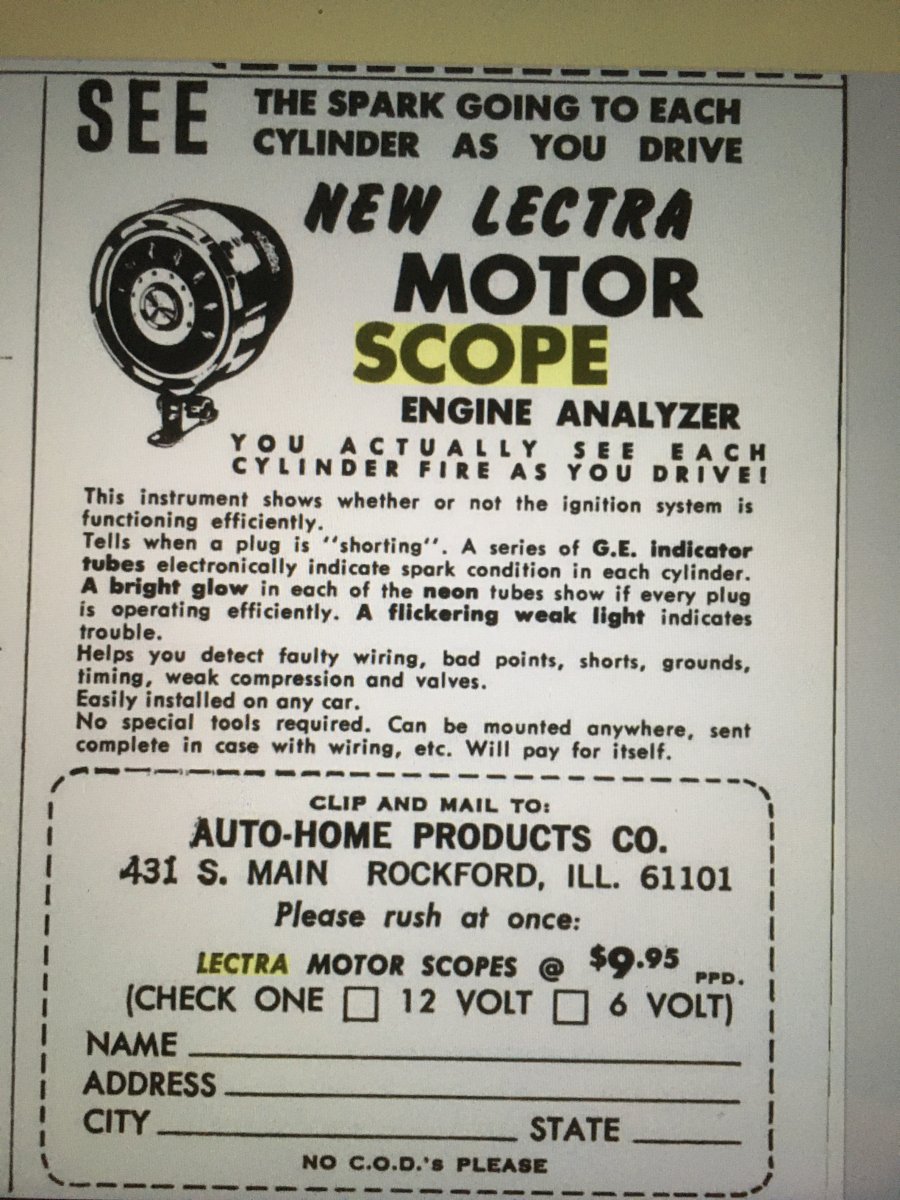 SEE THE SPARK GOING TO EACH
CYLINDER AS YOU DRIVE
NEW LECTRA
MOTOR
SCOPE
ENGINE ANALYZER
YOU ACTUALLY SEE EACH
CYLINDER FIRE AS YOU DRIVE!
This instrument shows whether or not the ignition system is
functioning efficiently.
Tells when a plug is "shorting". A series of G.E. indicator
tubes electronically indicate spark condition in each cylinder.
A bright glow in each of the neon tubes show if every plug
is operating efficiently. A flickering weak light indicates
trouble.
Helps you detect faulty wiring, bad points, shorts, grounds,
timing, weak compression and valves.
Easily installed on any car.
No special tools required. Can be mounted anywhere, sent
complete in case with wiring, etc. Will pay for itself.
CLIP AND MAIL TO:
AUTO-HOME PRODUCTS CO.
431 S. MAIN ROCKFORD, ILL. 61101
Please rush at once:
LECTRA MOTOR SCOPES @ $9.95 PPD.
(CHECK ONE □ 12 VOLT □ 6 VOLT)
NAME
ADDRESS
CITY STATE
NO C.O.D.'s PLEASE